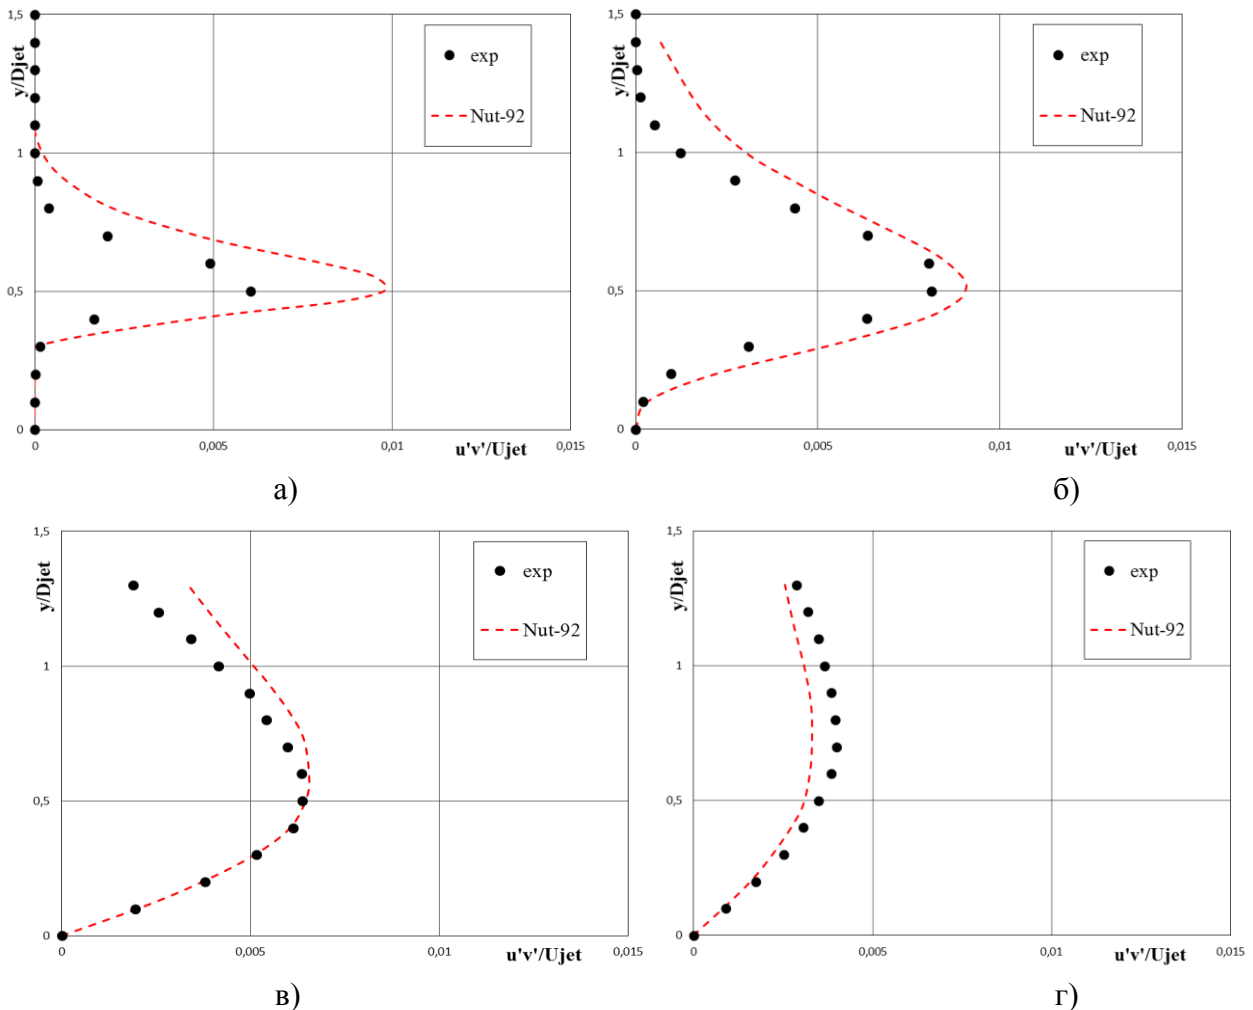 1,5
y/Djet
1
0,5
0
0
0,005
0,01
0,015
u'v'/Ujet
exp
Nut-92
а)
1,5
y/Djet
1
0,5
0
0
0,005
0,01
0,015
u'v'/Ujet
exp
Nut-92
б)
1,5
y/Djet
1
0,5
0
0
0,005
0,01
0,015
u'v'/Ujet
exp
Nut-92
в)
1,5
y/Djet
1
0,5
0
0
0,005
0,01
0,015
u'v'/Ujet
exp
Nut-92
г)